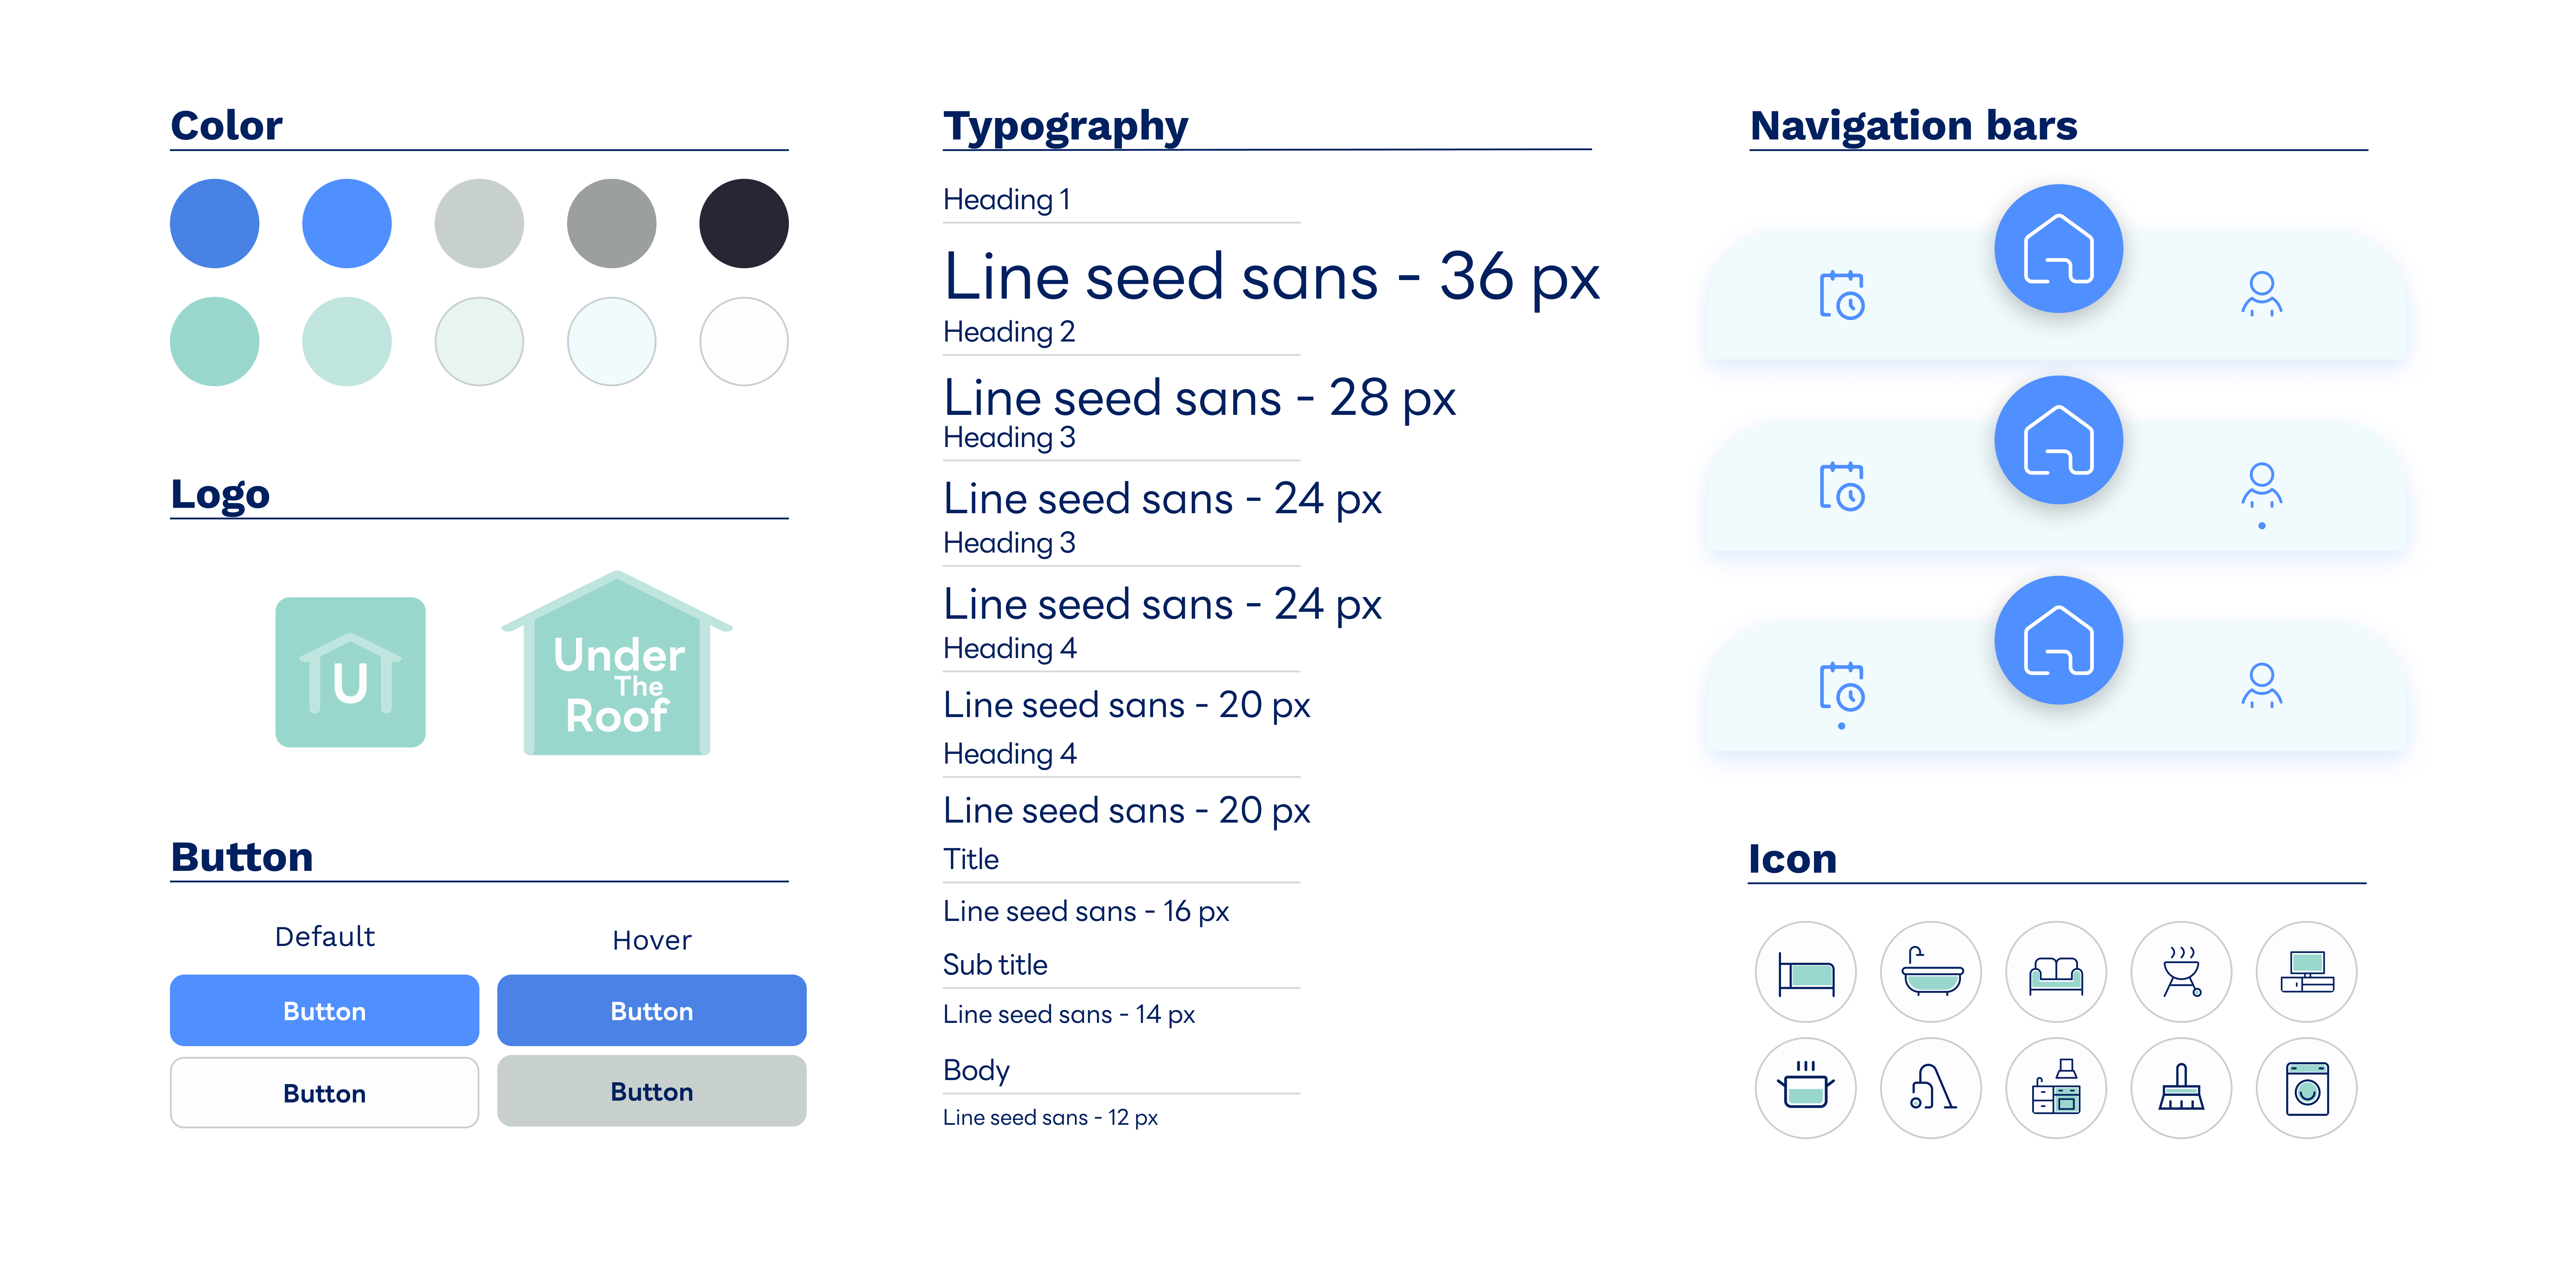 Color
Logo
U
Under
The
Roof
Button
Default
Hover
Button
Button
Button
Button
Typography
Heading 1
Line seed sans - 36 px
Heading 2
Line seed sans - 28 px
Heading 3
Line seed sans - 24 px
Heading 3
Line seed sans - 24 px
Heading 4
Line seed sans - 20 px
Heading 4
Line seed sans - 20 px
Title
Line seed sans - 16 px
Sub title
Line seed sans - 14 px
Body
Line seed sans - 12 px
Navigation bars
Icon